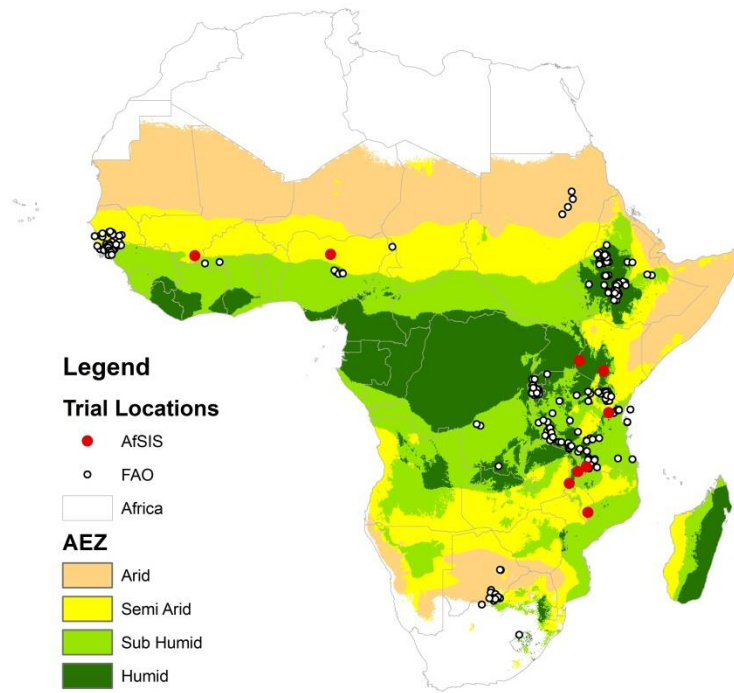 Legend
Trial Locations
AfSIS
FAO
Africa
AEZ
Arid
Semi Arid
Sub Humid
Humid